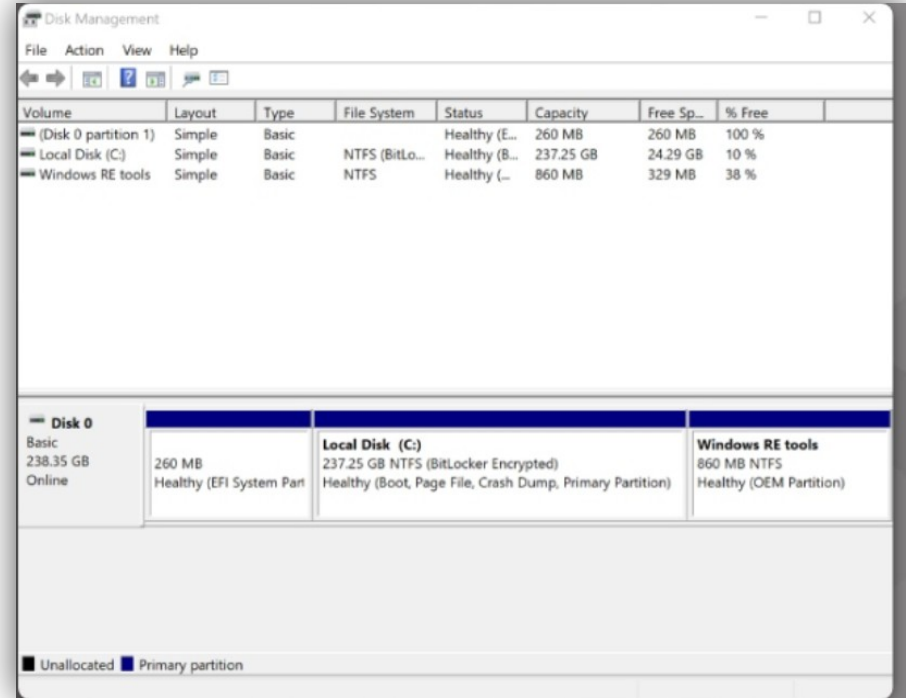 Disk Management
File Action View Help
Volume Layout Type File System Status Capacity Free Sp... % Free
(Disk 0 partition 1) Simple Basic Healthy (E... 260 MB 260 MB 100 %
Local Disk (C:) Simple Basic NTFS (BitLo... Healthy (B... 237.25 GB 24.29 GB 10 %
Windows RE tools Simple Basic NTFS Healthy (... 860 MB 329 MB 38 %
Disk 0
Basic
238.35 GB
Online
260 MB
Healthy (EFI System Part
Local Disk (C:)
237.25 GB NTFS (BitLocker Encrypted)
Healthy (Boot, Page File, Crash Dump, Primary Partition)
Windows RE tools
860 MB NTFS
Healthy (OEM Partition)
Unallocated Primary partition